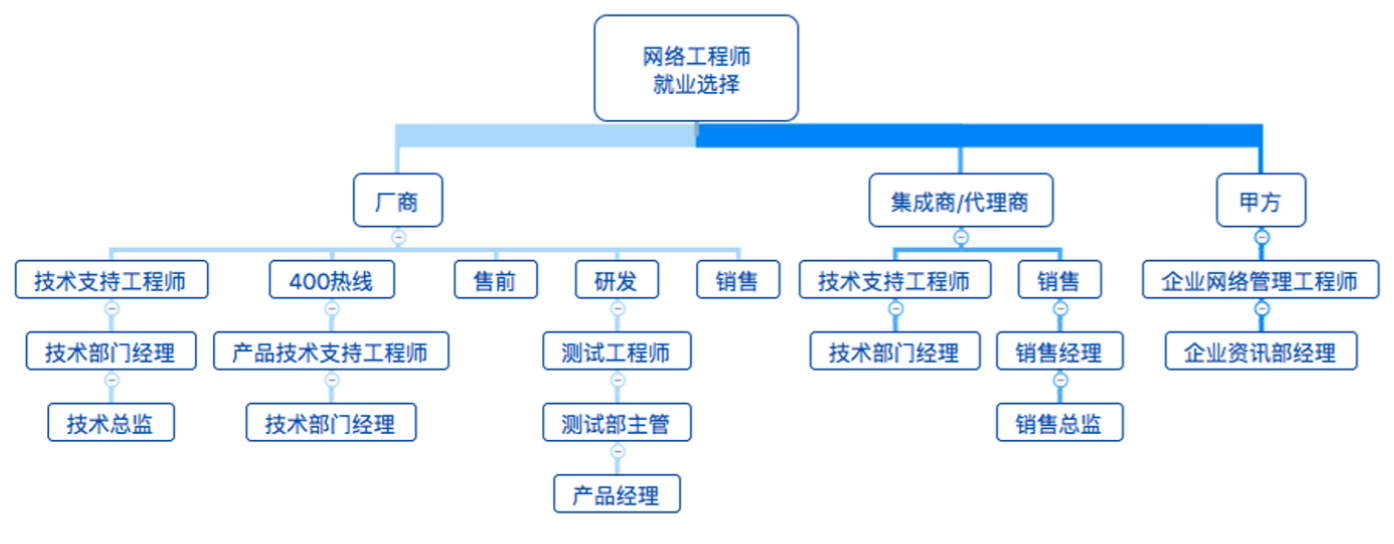 网络工程师
就业选择
厂商
集成商/代理商
甲方
技术支持工程师
400热线
售前
研发
销售
技术支持工程师
销售
企业网络管理工程师
技术部门经理
产品技术支持工程师
测试工程师
技术部门经理
销售经理
企业资讯部经理
技术总监
技术部门经理
测试部主管
销售总监
产品经理